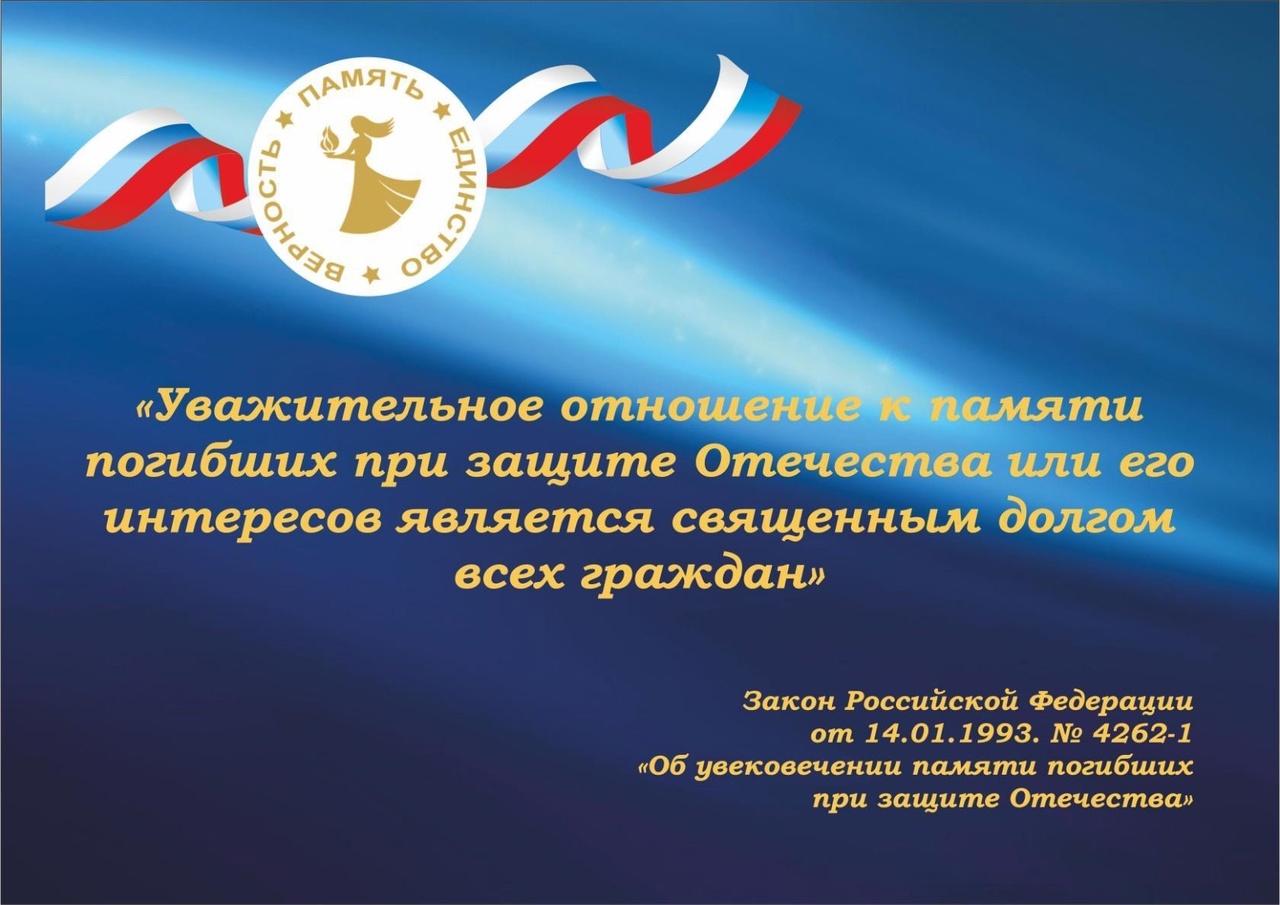 ВЕРНОСТЬ ★ ПАМЯТЬ ★ ЕДИНСТВО ★
«Уважительное отношение к памяти
погибших при защите Отечества или его
интересов является священным долгом
всех граждан»
Закон Российской Федерации
от 14.01.1993. № 4262-1
«Об увековечении памяти погибших
при защите Отечества»